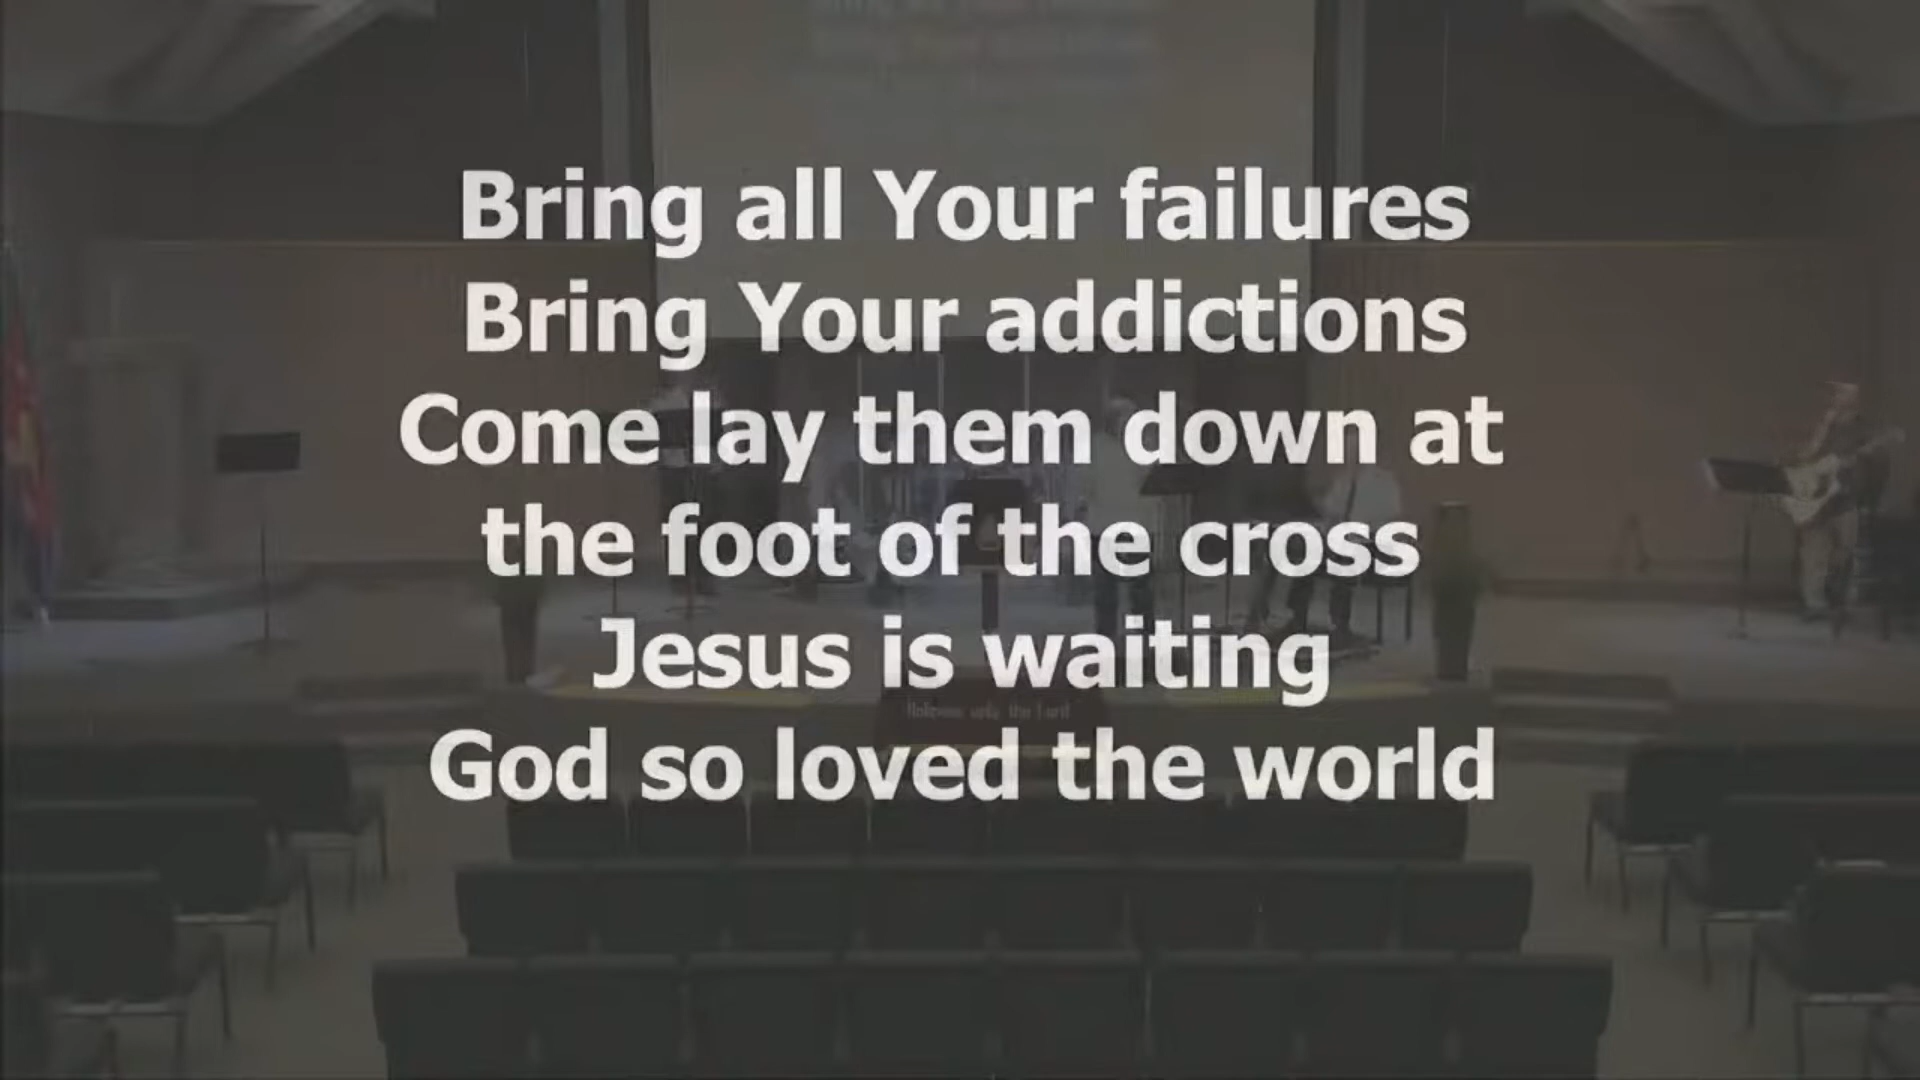 Bring all Your failures
Bring Your addictions
Come lay them down at
the foot of the cross
Jesus is waiting
God so loved the world